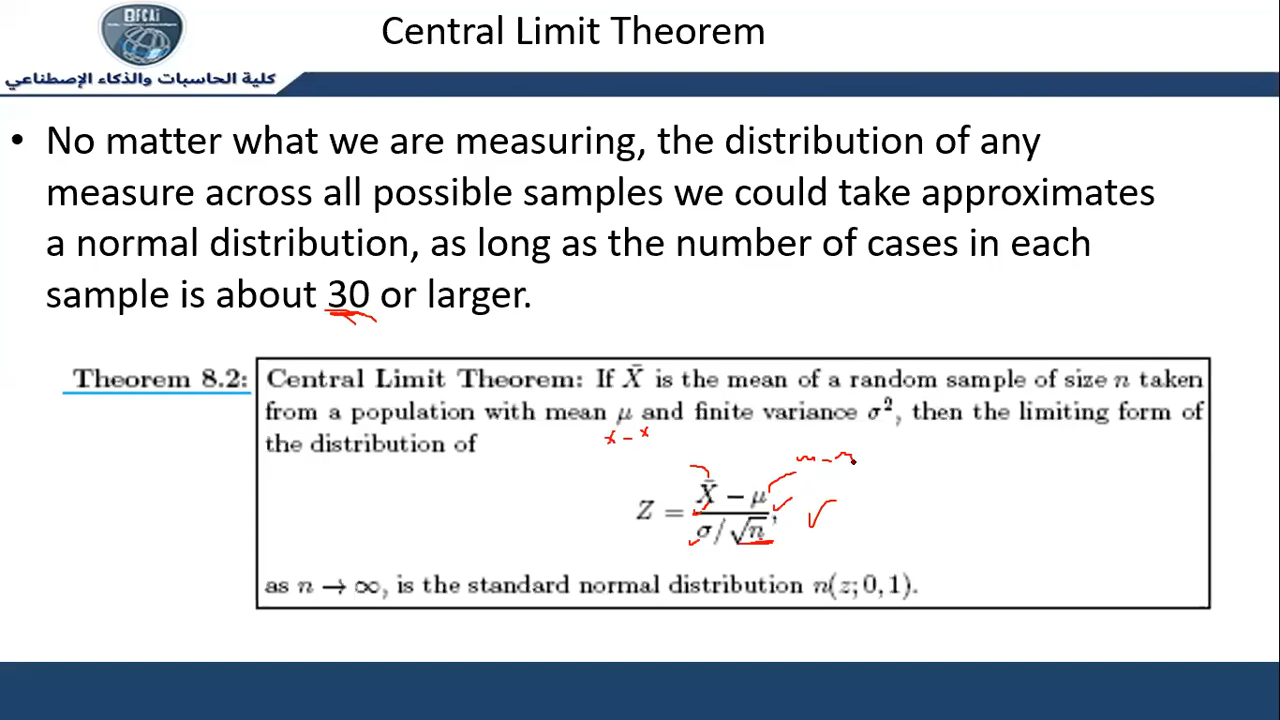 BFCAi
Central Limit Theorem
كلية الحاسبات والذكاء الإصطناعي
• No matter what we are measuring, the distribution of any
measure across all possible samples we could take approximates
a normal distribution, as long as the number of cases in each
sample is about 30 or larger.
Theorem 8.2: Central Limit Theorem: If X̄ is the mean of a random sample of size n taken
from a population with mean μ and finite variance σ², then the limiting form of
the distribution of
Z = (X̄ − μ)/(σ/√n),
as n → ∞, is the standard normal distribution n(z; 0, 1).